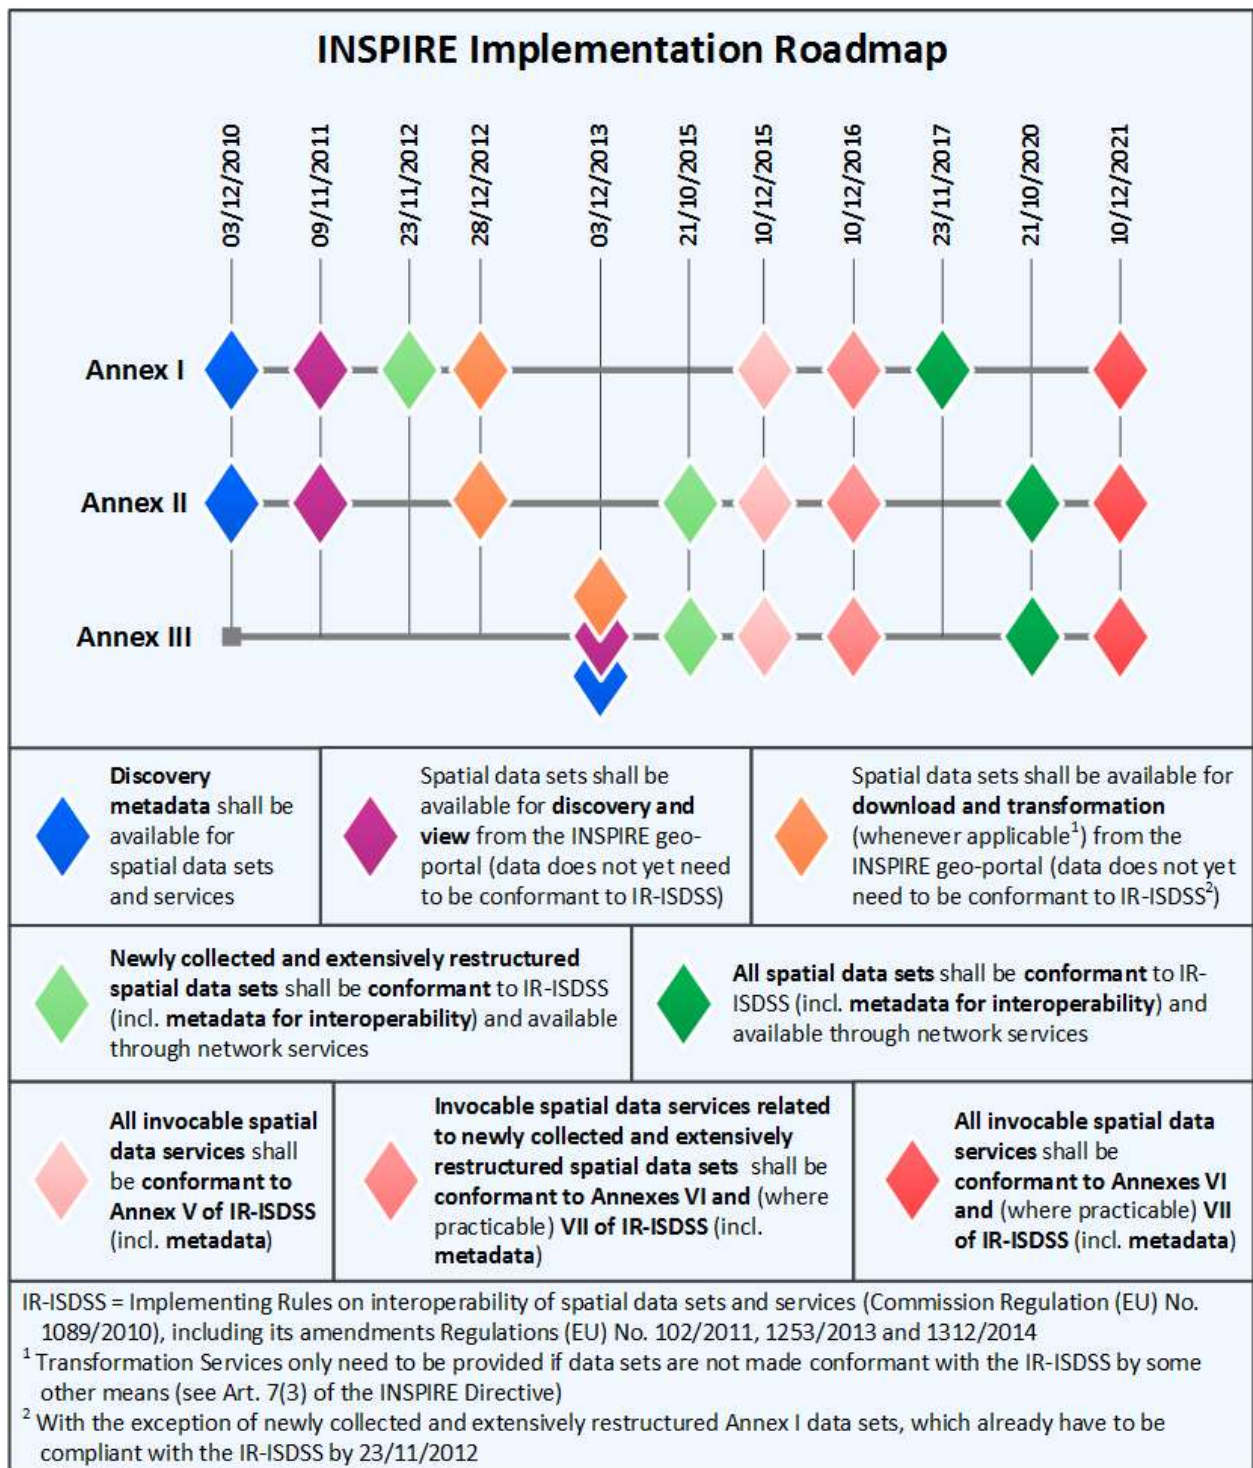 INSPIRE Implementation Roadmap
03/12/2010
09/11/2011
23/11/2012
28/12/2012
03/12/2013
21/10/2015
10/12/2015
10/12/2016
23/11/2017
21/10/2020
10/12/2021
Annex I
Annex II
Annex III
Discovery
metadata shall be
available for
spatial data sets
and services
Spatial data sets shall be
available for discovery and
view from the INSPIRE geo-
portal (data does not yet need
to be conformant to IR-ISDSS)
Spatial data sets shall be available for
download and transformation
(whenever applicable¹) from the
INSPIRE geo-portal (data does not yet
need to be conformant to IR-ISDSS²)
Newly collected and extensively restructured
spatial data sets shall be conformant to IR-ISDSS
(incl. metadata for interoperability) and available
through network services
All spatial data sets shall be conformant to IR-
ISDSS (incl. metadata for interoperability) and
available through network services
All invocable spatial
data services shall
be conformant to
Annex V of IR-ISDSS
(incl. metadata)
Invocable spatial data services related
to newly collected and extensively
restructured spatial data sets shall be
conformant to Annexes VI and (where
practicable) VII of IR-ISDSS (incl.
metadata)
All invocable spatial data
services shall be
conformant to Annexes VI
and (where practicable) VII
of IR-ISDSS (incl. metadata)
IR-ISDSS = Implementing Rules on interoperability of spatial data sets and services (Commission Regulation (EU) No.
1089/2010), including its amendments Regulations (EU) No. 102/2011, 1253/2013 and 1312/2014
¹ Transformation Services only need to be provided if data sets are not made conformant with the IR-ISDSS by some
other means (see Art. 7(3) of the INSPIRE Directive)
² With the exception of newly collected and extensively restructured Annex I data sets, which already have to be
compliant with the IR-ISDSS by 23/11/2012